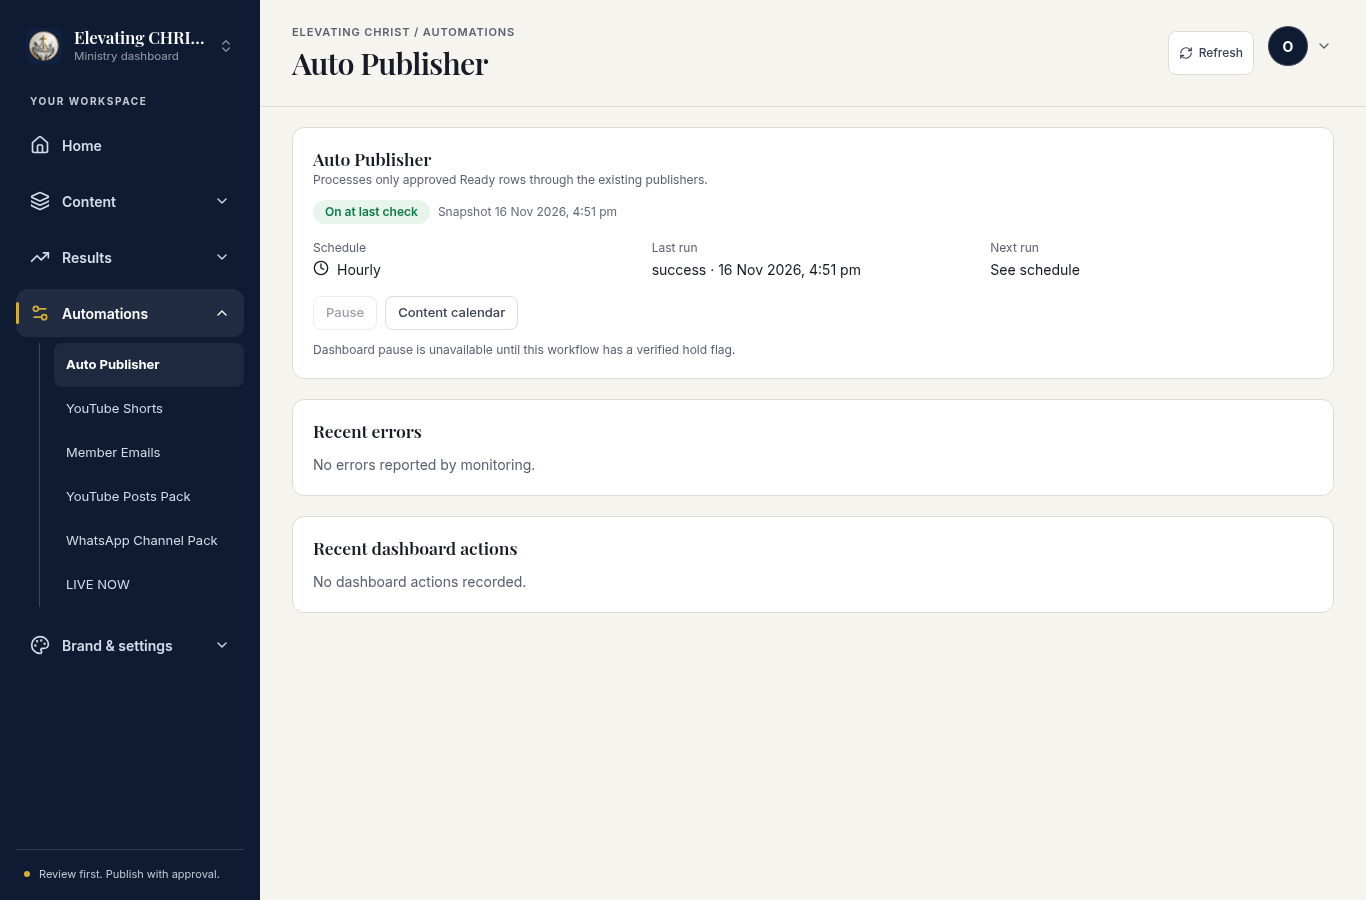 Elevating CHRI...
Ministry dashboard
YOUR WORKSPACE
Home
Content
Results
Automations
Auto Publisher
YouTube Shorts
Member Emails
YouTube Posts Pack
WhatsApp Channel Pack
LIVE NOW
Brand & settings
Review first. Publish with approval.
ELEVATING CHRIST / AUTOMATIONS
Auto Publisher
Refresh
O
Auto Publisher
Processes only approved Ready rows through the existing publishers.
On at last check Snapshot 16 Nov 2026, 4:51 pm
Schedule Last run Next run
Hourly success · 16 Nov 2026, 4:51 pm See schedule
Pause Content calendar
Dashboard pause is unavailable until this workflow has a verified hold flag.
Recent errors
No errors reported by monitoring.
Recent dashboard actions
No dashboard actions recorded.